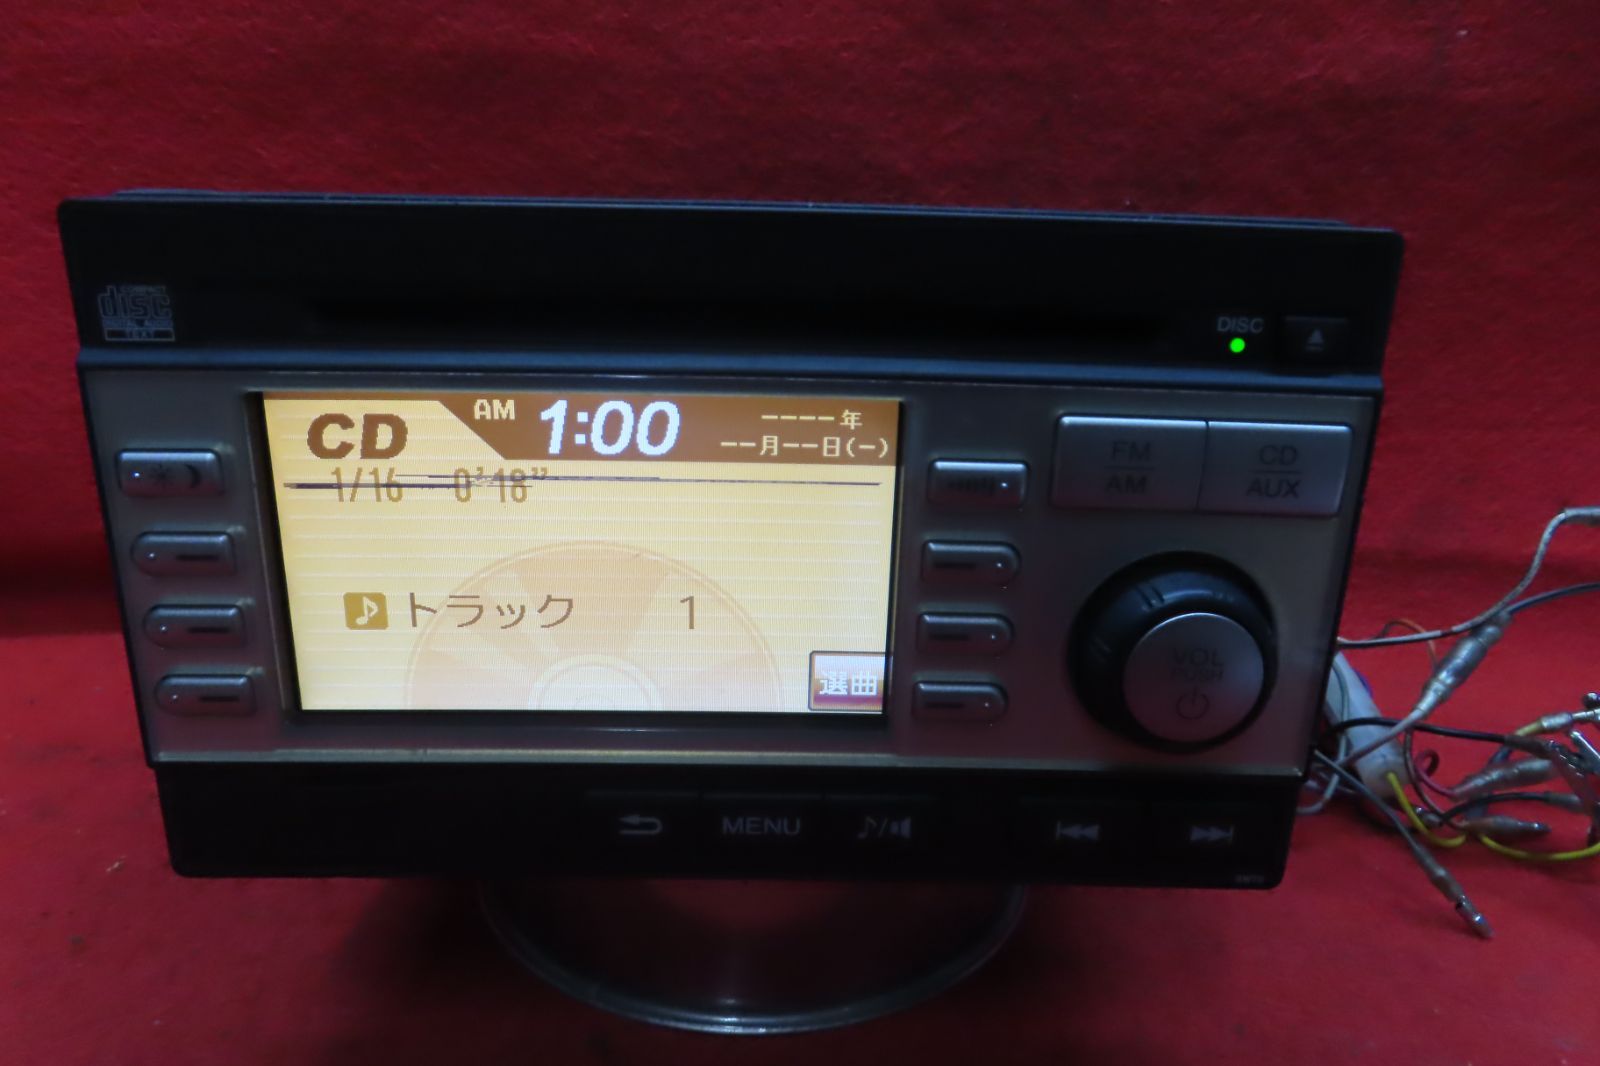 COMPACT
disc
DIGITAL AUDIO
TEXT
DISC
CD
AM 1:00
----年
--月--日(-)
1/16 0'18"
トラック 1
選曲
FM
AM
CD
AUX
VOL
PUSH
MENU